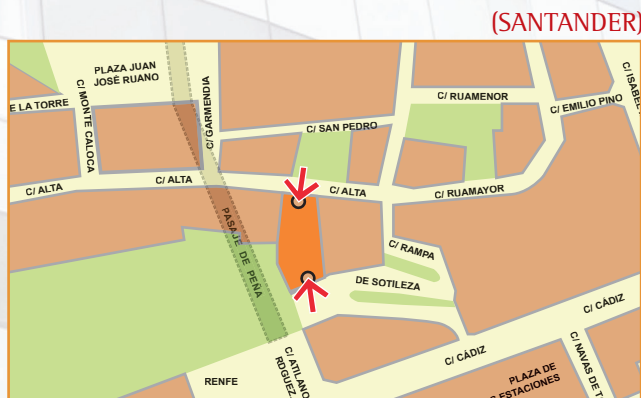 (SANTANDER)
PLAZA JUAN
JOSÉ RUANO
E LA TORRE
C/ MONTE CALOCA
C/ GARMENDIA
C/ RUAMENOR
C/ EMILIO PINO
C/ ISABEL
C/ SAN PEDRO
C/ ALTA
C/ ALTA
C/ ALTA
C/ RUAMAYOR
PASAJE DE PEÑA
C/ RAMPA
DE SOTILEZA
C/ CÁDIZ
C/ CÁDIZ
C/ NAVAS DE T
RENFE
C/ ATILANO
RDGUEZ.
PLAZA DE
S ESTACIONES